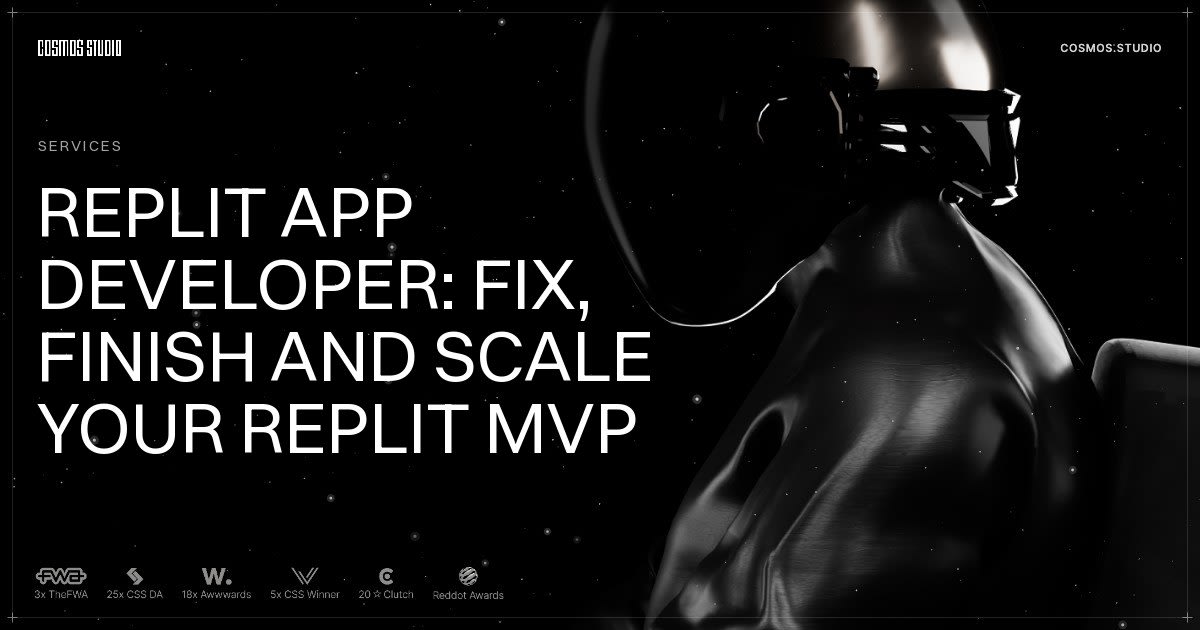 COSMOS STUDIO
COSMOS.STUDIO
SERVICES
REPLIT APP
DEVELOPER: FIX,
FINISH AND SCALE
YOUR REPLIT MVP
FWA W.
3x TheFWA 25x CSS DA 18x Awwwards 5x CSS Winner 20 ☆ Clutch Reddot Awards